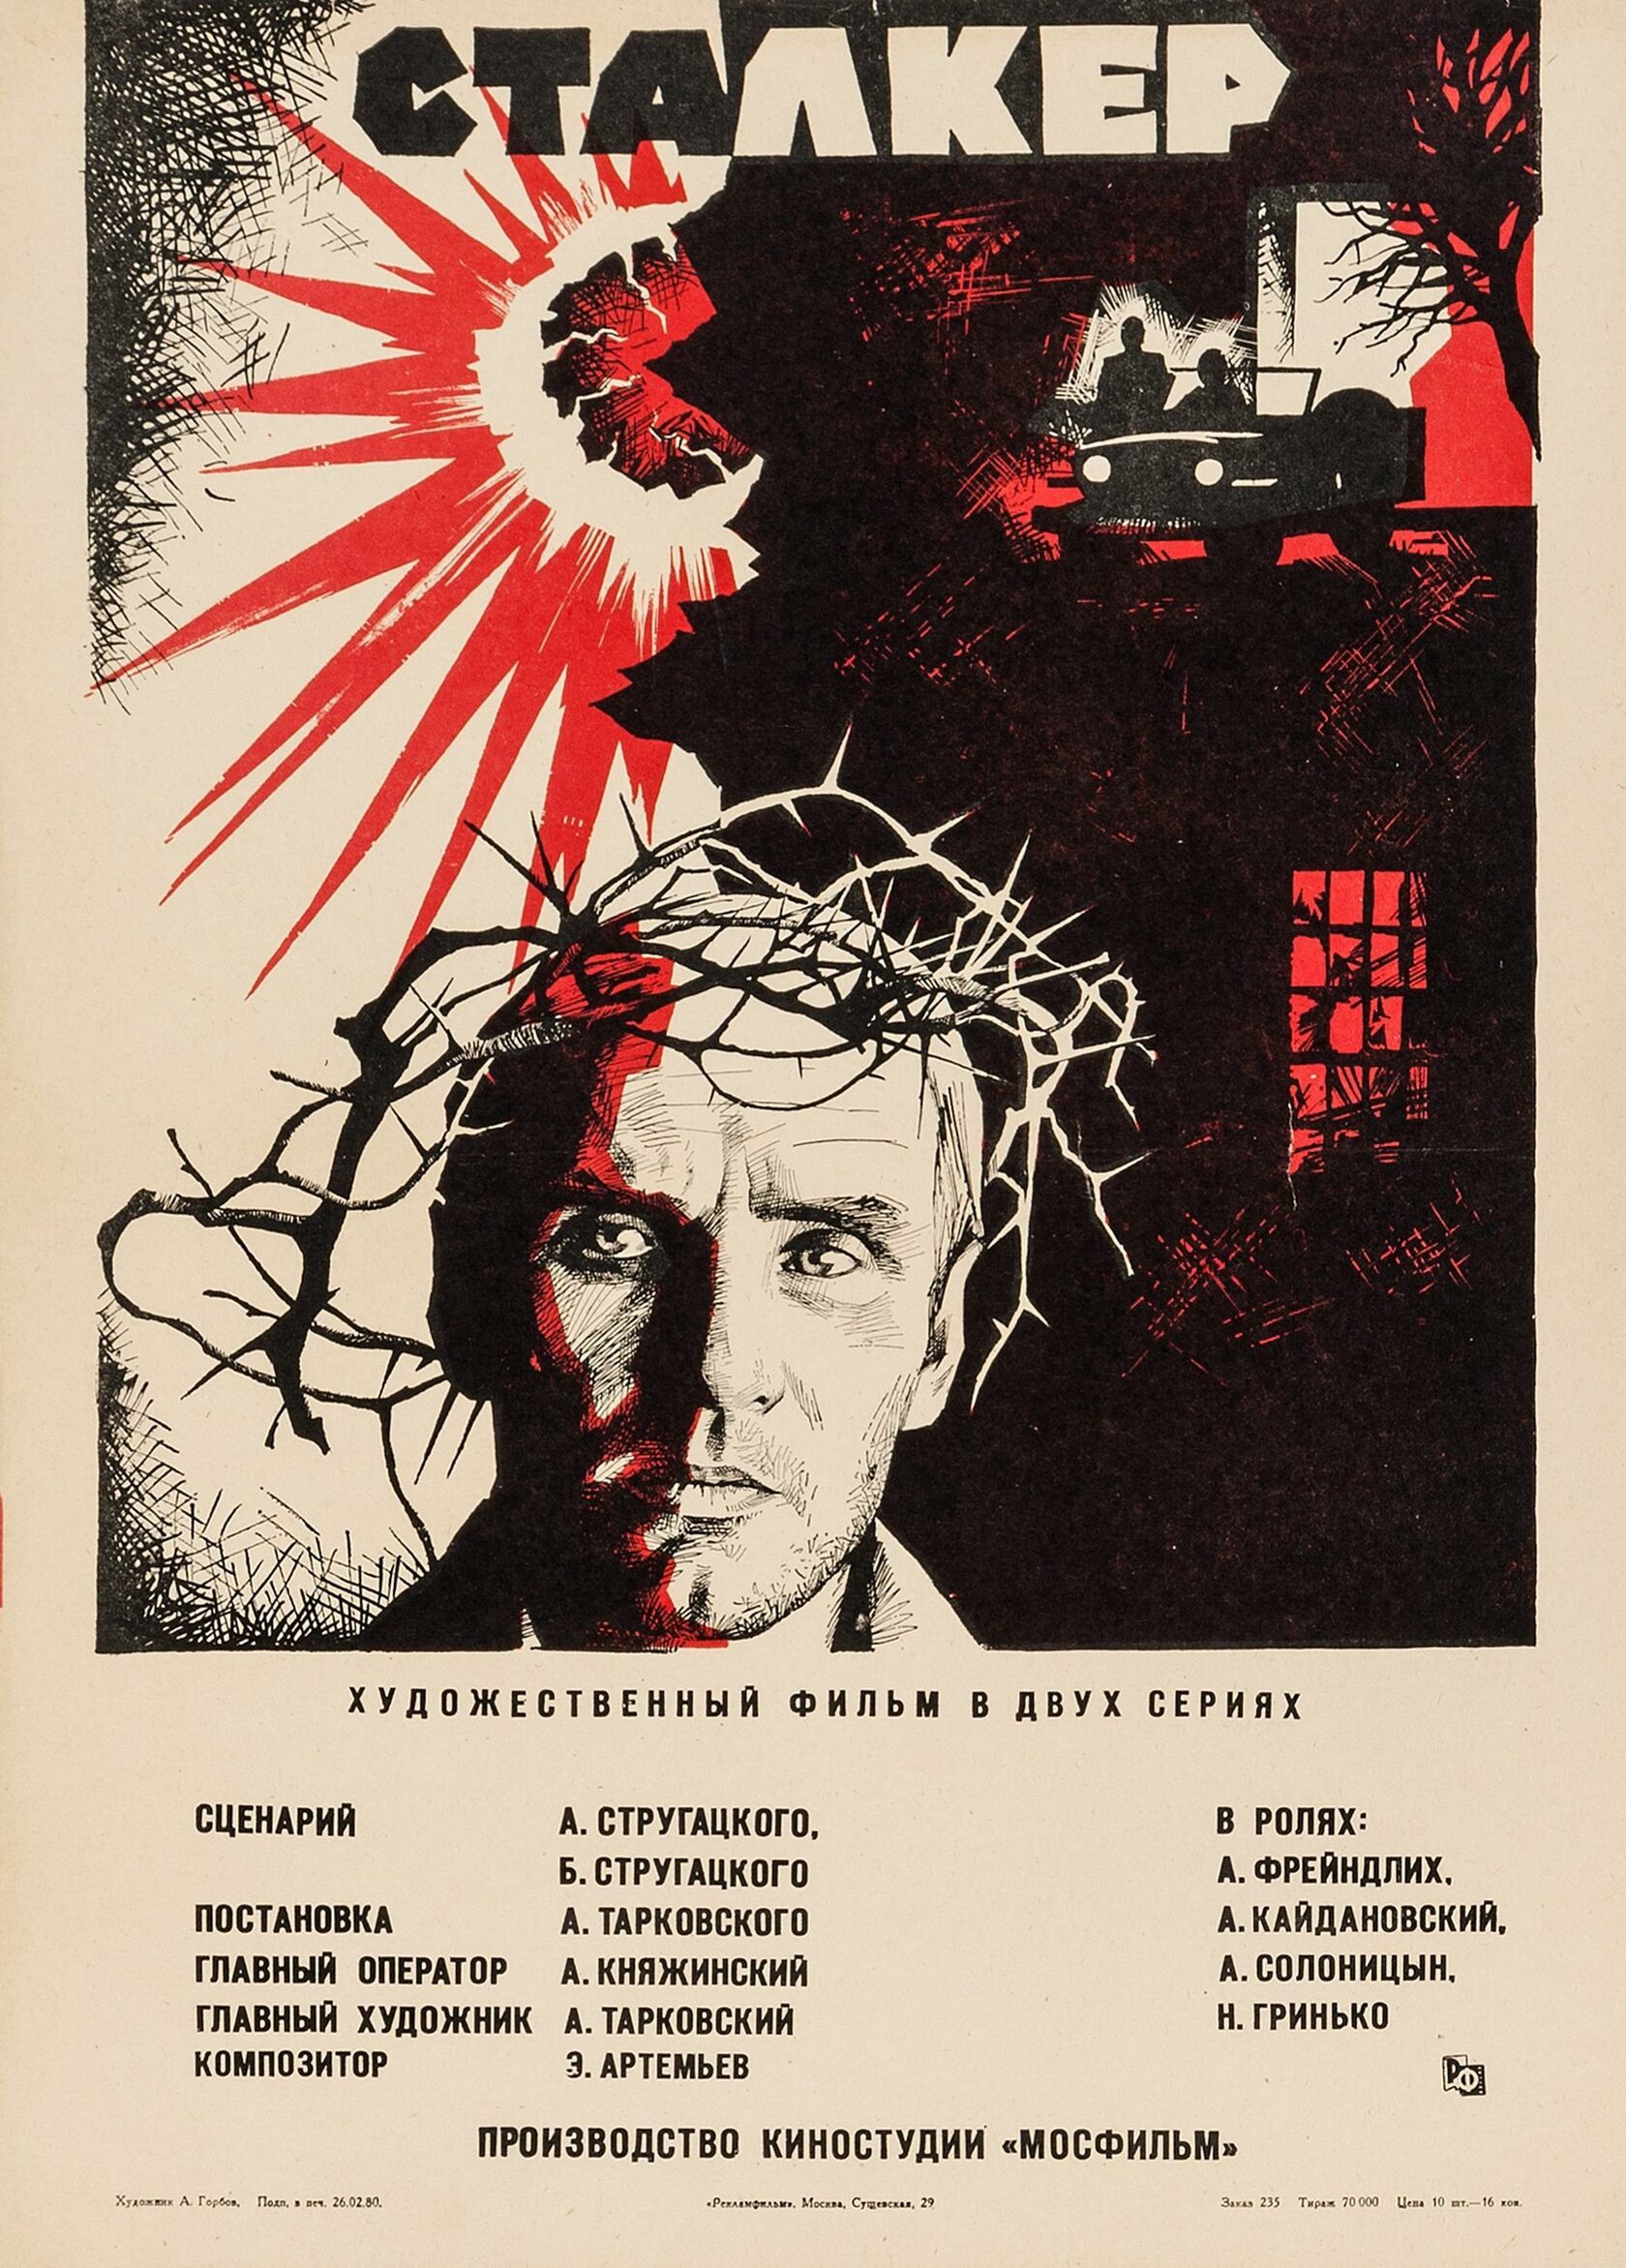 СТАЛКЕР
ХУДОЖЕСТВЕННЫЙ ФИЛЬМ В ДВУХ СЕРИЯХ
СЦЕНАРИЙ А. СТРУГАЦКОГО,
Б. СТРУГАЦКОГО
ПОСТАНОВКА А. ТАРКОВСКОГО
ГЛАВНЫЙ ОПЕРАТОР А. КНЯЖИНСКИЙ
ГЛАВНЫЙ ХУДОЖНИК А. ТАРКОВСКИЙ
КОМПОЗИТОР Э. АРТЕМЬЕВ
В РОЛЯХ:
А. ФРЕЙНДЛИХ,
А. КАЙДАНОВСКИЙ,
А. СОЛОНИЦЫН,
Н. ГРИНЬКО
РФ
ПРОИЗВОДСТВО КИНОСТУДИИ «МОСФИЛЬМ»
Художник А. Горбов. Подп. в печ. 26.02.80. «Рекламфильм», Москва, Сущевская, 29 Заказ 235 Тираж 70 000 Цена 10 шт.—16 коп.